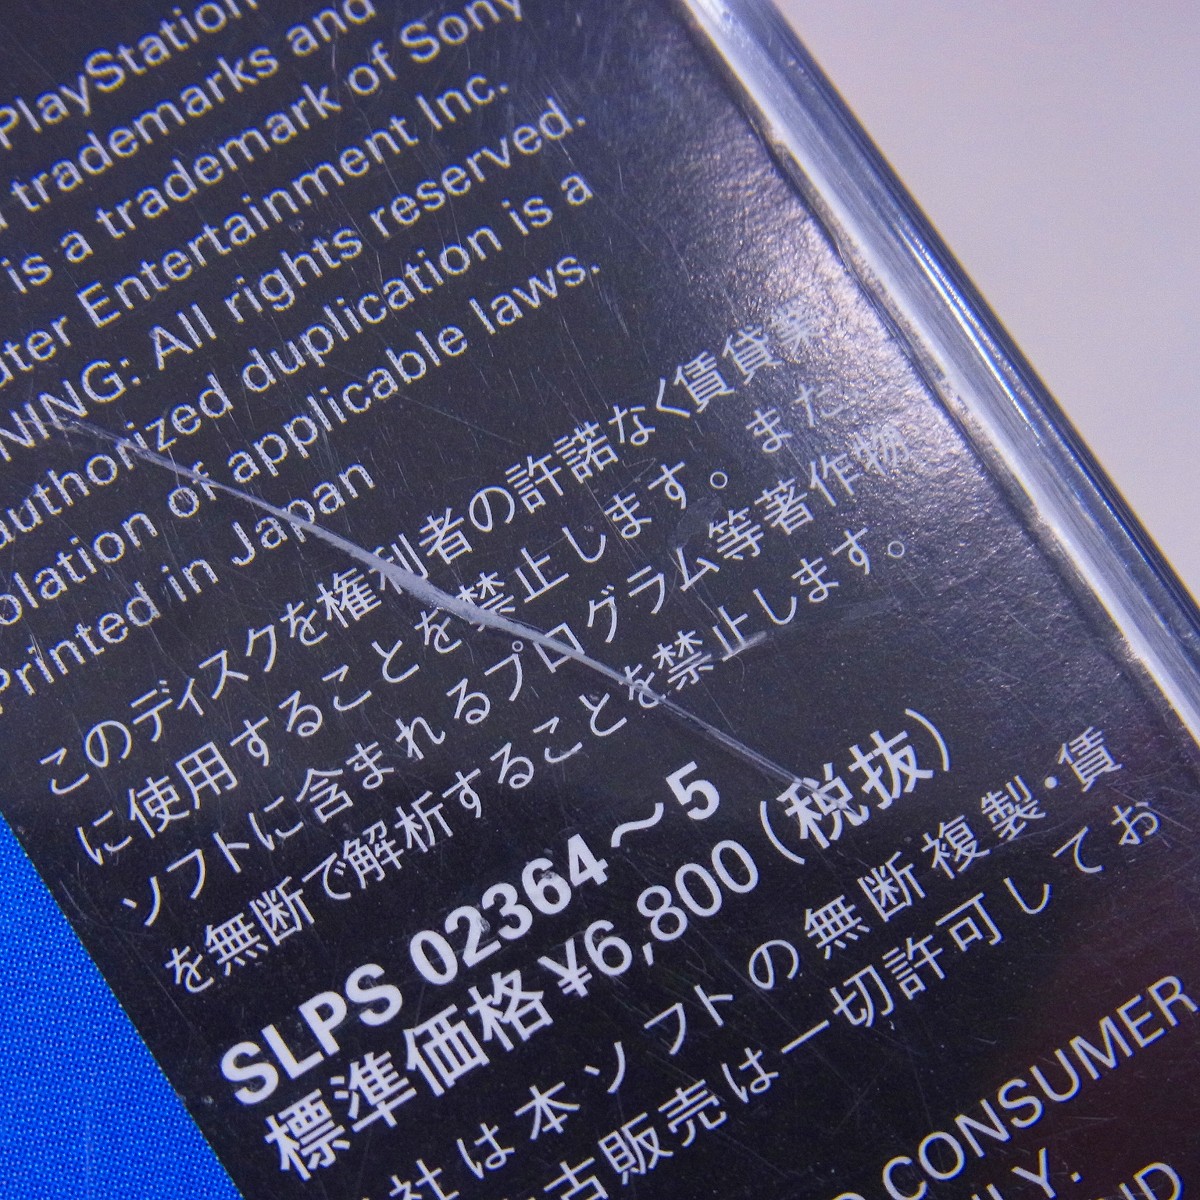 PlayStation
trademarks and
is a trademark of Sony
Entertainment Inc.
NING: All rights reserved.
authorized duplication is a
olation of applicable laws.
Printed in Japan
このディスクを権利者の許諾なく賃貸業
に使用することを禁止します。また、
ソフトに含まれるプログラム等著作物
を無断で解析することを禁止します。
SLPS 02364〜5
標準価格¥6,800(税抜)
社は本ソフトの無断複製・賃
古販売は一切許可してお
CONSUMER
LY.